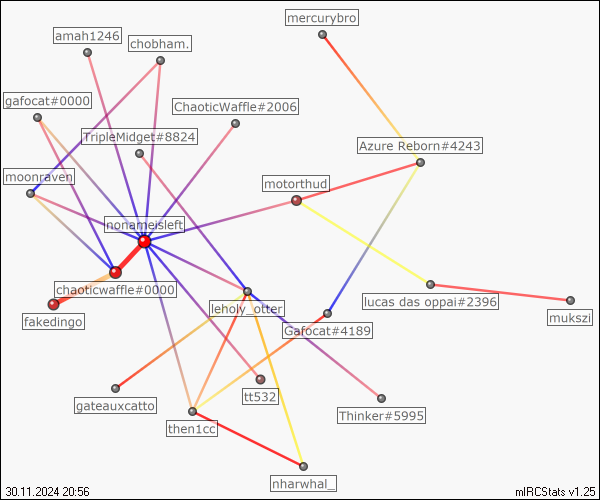 mercurybro
amah1246
chobham.
gafocat#0000
ChaoticWaffle#2006
TripleMidget#8824
Azure Reborn#4243
moonraven
motorthud
nonameisleft
chaoticwaffle#0000
fakedingo
leholy_otter
lucas das oppai#2396
mukszi
Gafocat#4189
gateauxcatto
tt532
Thinker#5995
then1cc
nharwhal_
30.11.2024 20:56
mIRCStats v1.25